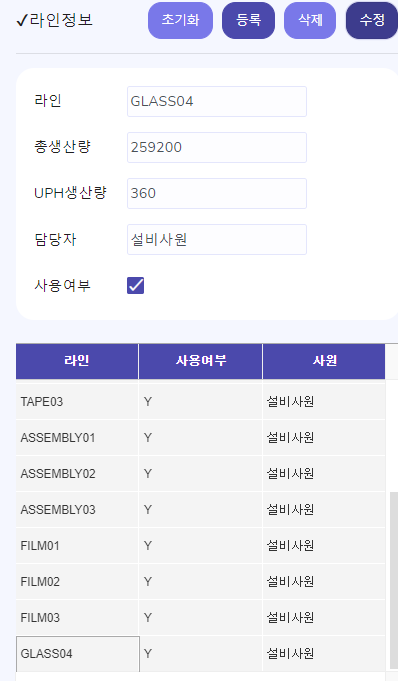 ✓라인정보 초기화 등록 삭제 수정
라인 GLASS04
종생산량 259200
UPH생산량 360
담당자 설비사원
사용여부
라인 사용여부 사원
TAPE03 Y 설비사원
ASSEMBLY01 Y 설비사원
ASSEMBLY02 Y 설비사원
ASSEMBLY03 Y 설비사원
FILM01 Y 설비사원
FILM02 Y 설비사원
FILM03 Y 설비사원
GLASS04 Y 설비사원